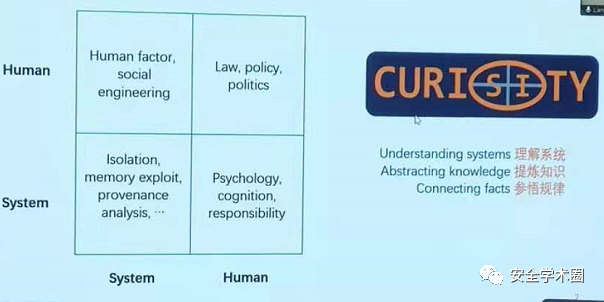 Human
Human factor,
social
engineering
Law, policy,
politics
System
Isolation,
memory exploit,
provenance
analysis, ···
Psychology,
cognition,
responsibility
System
Human
CURISITY
Understanding systems 理解系统
Abstracting knowledge 提炼知识
Connecting facts 参悟规律
安全学术圈
2